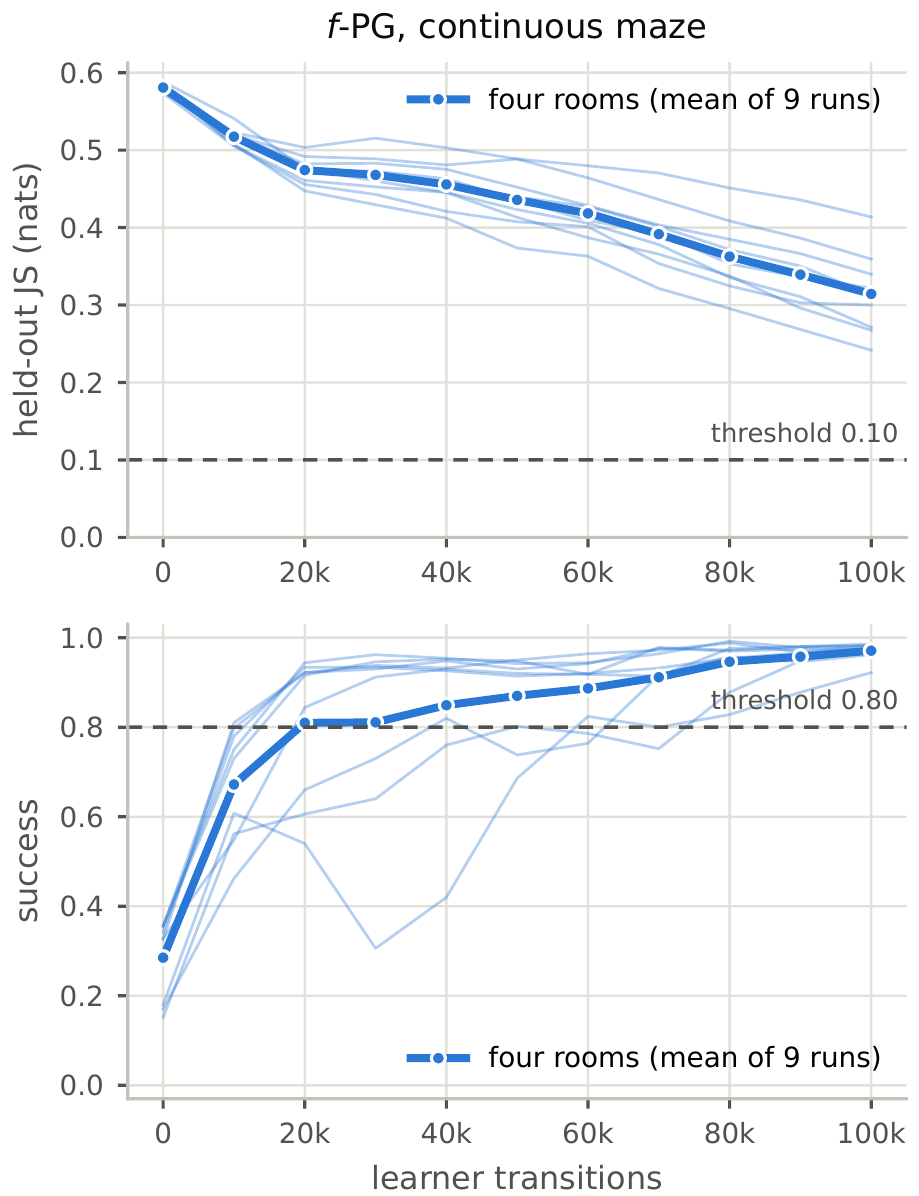 f-PG, continuous maze
four rooms (mean of 9 runs)
held-out JS (nats)
0.6
0.5
0.4
0.3
0.2
0.1
0.0
threshold 0.10
0
20k
40k
60k
80k
100k
success
1.0
0.8
0.6
0.4
0.2
0.0
threshold 0.80
four rooms (mean of 9 runs)
0
20k
40k
60k
80k
100k
learner transitions